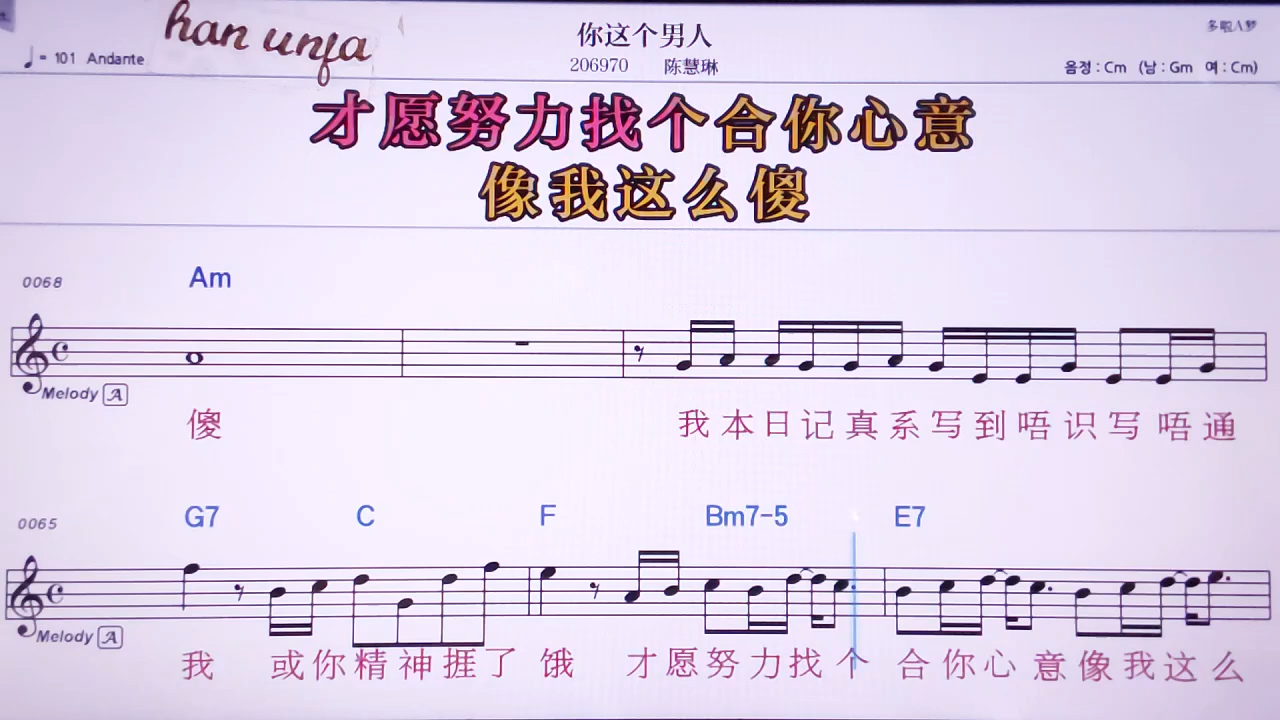 han unja
你这个男人
♩= 101 Andante
206970 陈慧琳
음정 : Cm (남 : Gm 여 : Cm)
才愿努力找个合你心意
像我这么傻
0068
Am
Melody A
傻 我本日记真系写到唔识写唔通
0065
G7 C F Bm7-5 E7
Melody A
我 或你精神捱了饿 才愿努力找个合你心意像我这么